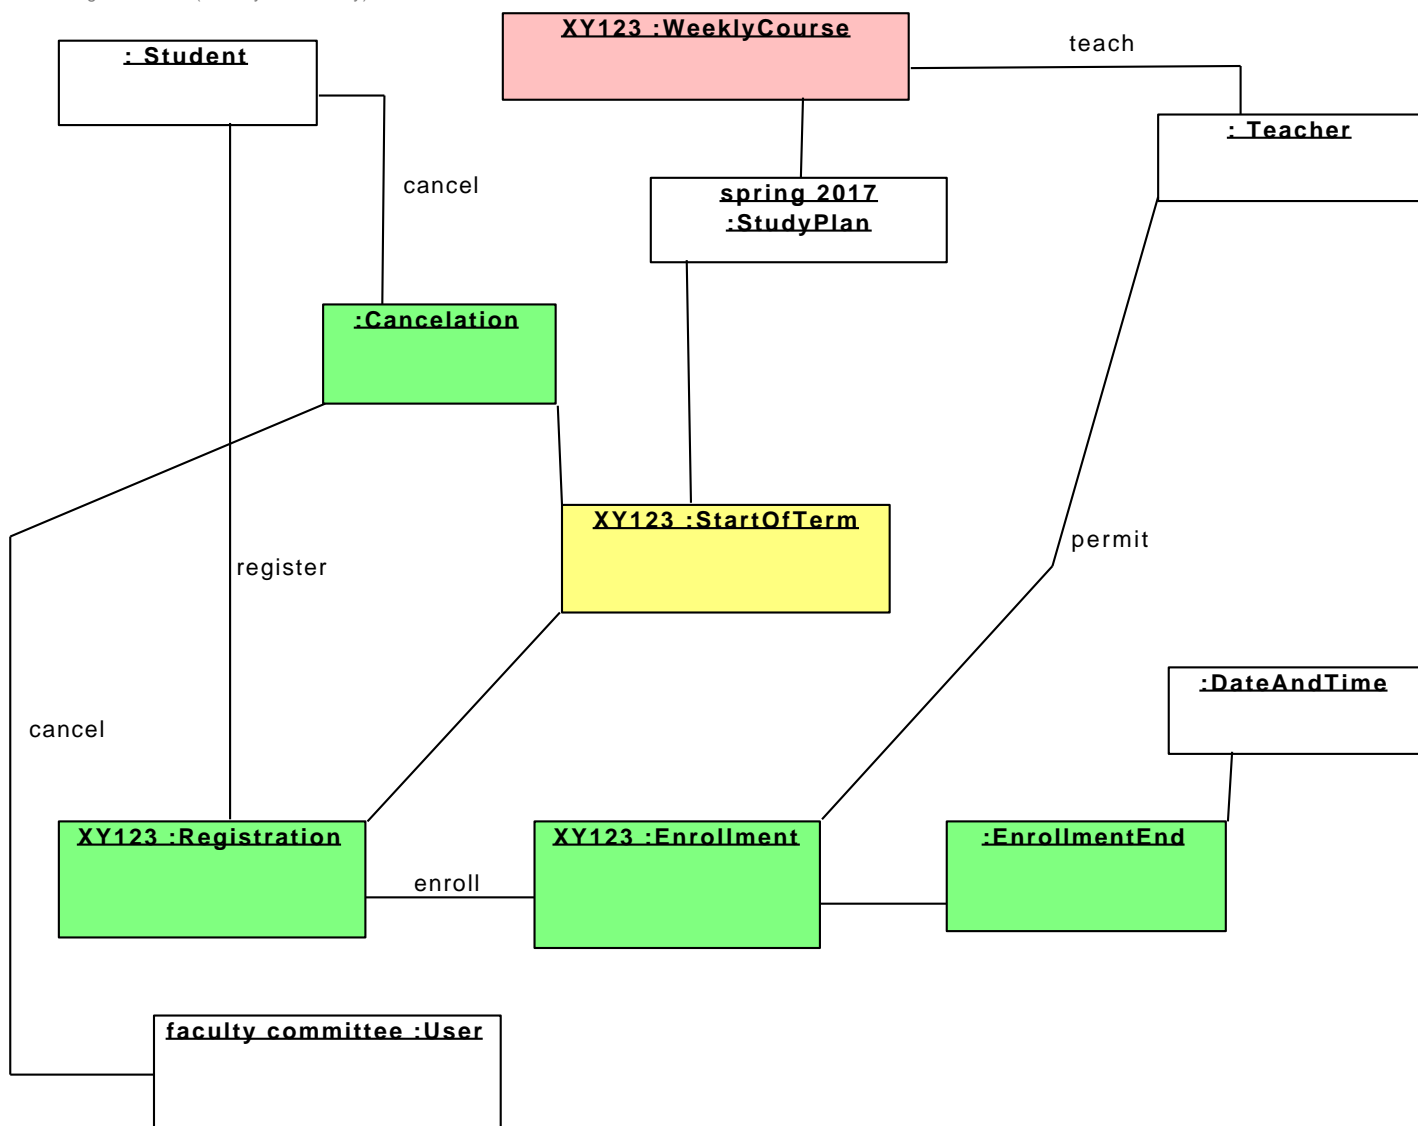 XY123 :WeeklyCourse
teach
: Student
: Teacher
cancel
spring 2017
:StudyPlan
:Cancelation
XY123 :StartOfTerm
permit
register
:DateAndTime
cancel
XY123 :Registration
XY123 :Enrollment
:EnrollmentEnd
enroll
faculty committee :User